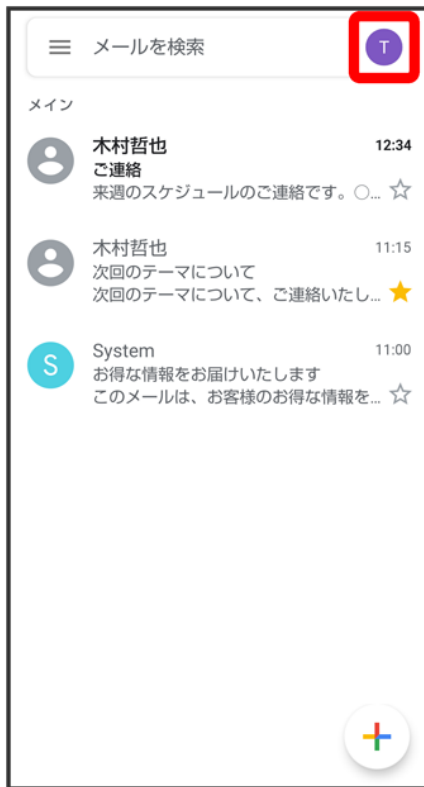 メールを検索
T
メイン
木村哲也 12:34
ご連絡
来週のスケジュールのご連絡です。〇...
木村哲也 11:15
次回のテーマについて
次回のテーマについて、ご連絡いたし...
S
System 11:00
お得な情報をお届けいたします
このメールは、お客様のお得な情報を...